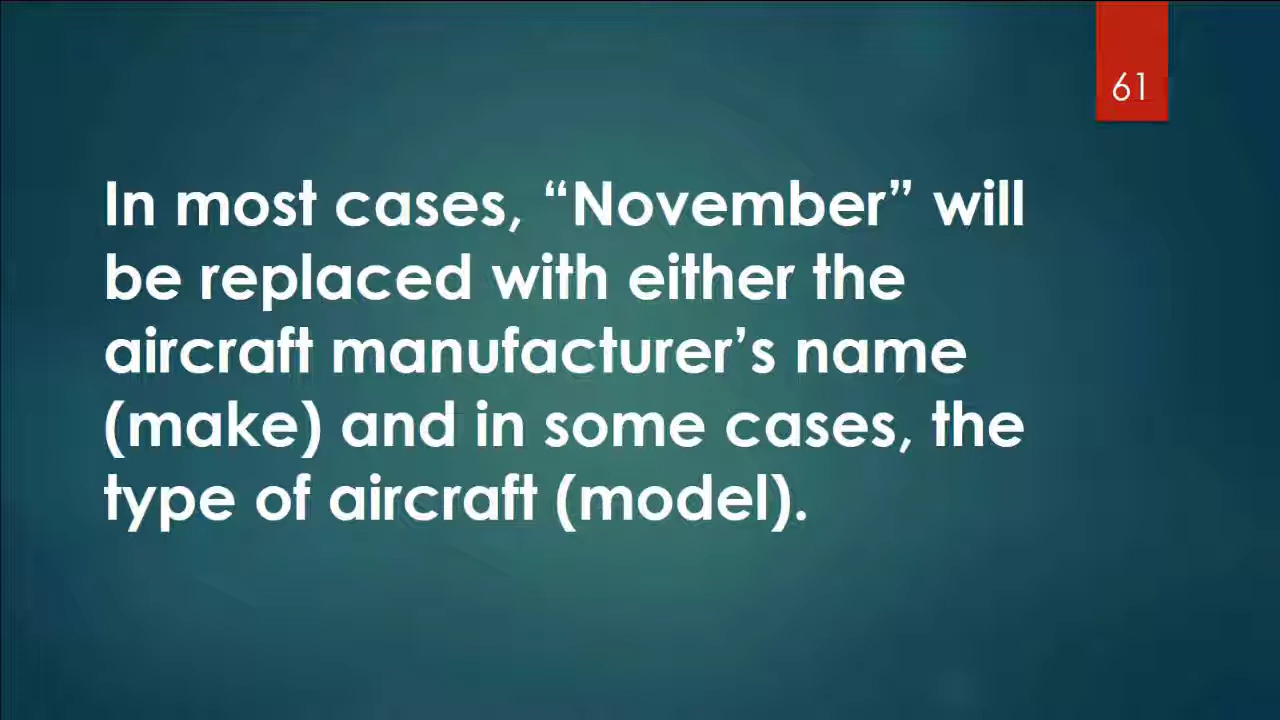 61
In most cases, “November” will
be replaced with either the
aircraft manufacturer’s name
(make) and in some cases, the
type of aircraft (model).